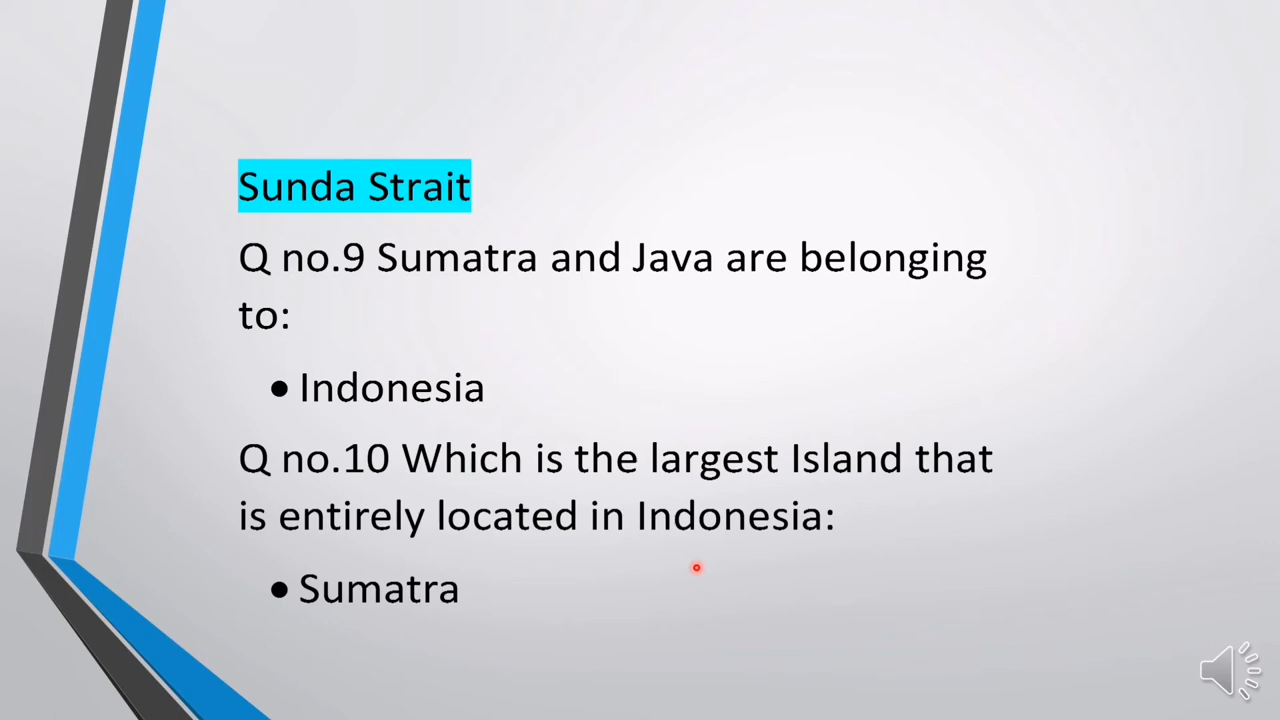 Sunda Strait
Q no.9 Sumatra and Java are belonging
to:
• Indonesia
Q no.10 Which is the largest Island that
is entirely located in Indonesia:
• Sumatra